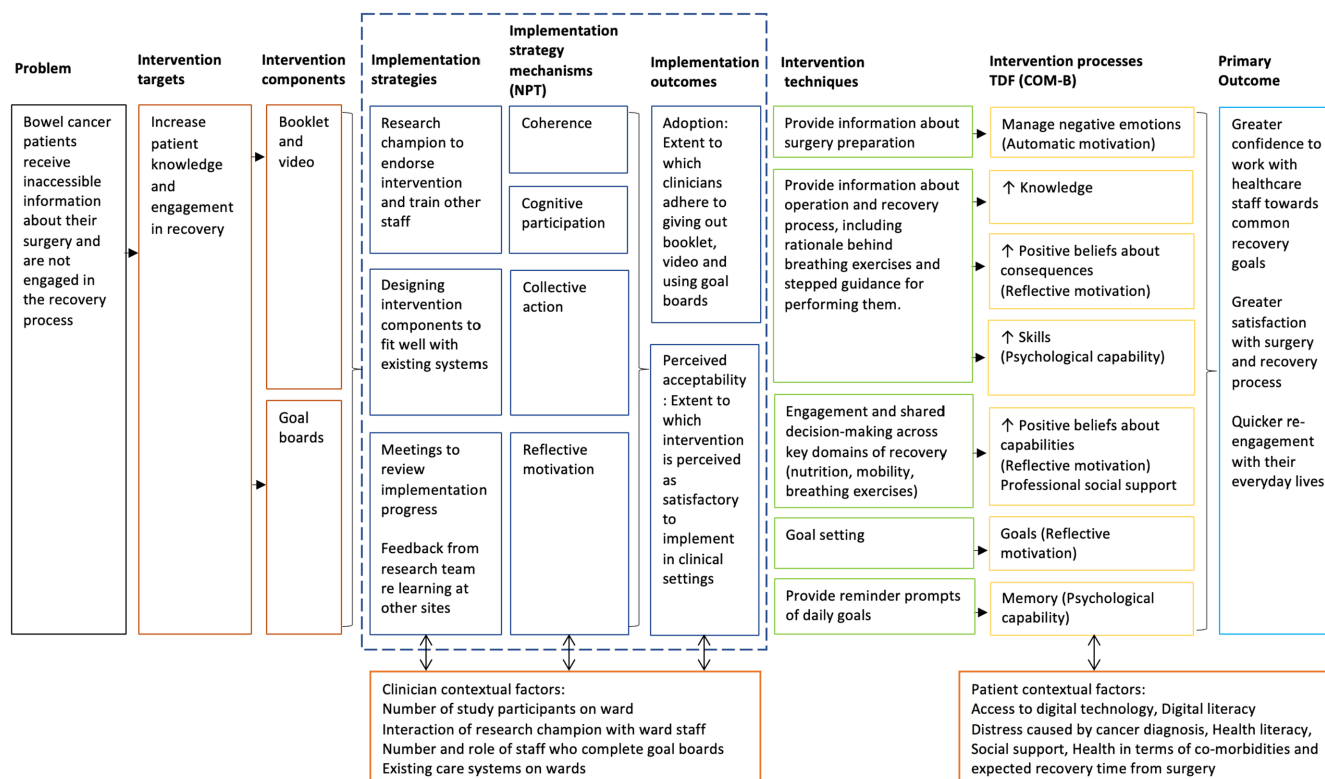 Problem
Bowel cancer
patients
receive
inaccessible
information
about their
surgery and
are not
engaged in
the recovery
process
Intervention
targets
Increase
patient
knowledge
and
engagement
in recovery
Intervention
components
Booklet
and
video
Goal
boards
Implementation
strategies
Research
champion to
endorse
intervention
and train other
staff
Designing
intervention
components to
fit well with
existing systems
Meetings to
review
implementation
progress
Feedback from
research team
re learning at
other sites
Implementation
strategy
mechanisms
(NPT)
Coherence
Cognitive
participation
Collective
action
Reflective
motivation
Implementation
outcomes
Adoption:
Extent to
which
clinicians
adhere to
giving out
booklet,
video and
using goal
boards
Perceived
acceptability
: Extent to
which
intervention
is perceived
as
satisfactory
to
implement
in clinical
settings
Intervention
techniques
Provide information about
surgery preparation
Provide information about
operation and recovery
process, including
rationale behind
breathing exercises and
stepped guidance for
performing them.
Engagement and shared
decision-making across
key domains of recovery
(nutrition, mobility,
breathing exercises)
Goal setting
Provide reminder prompts
of daily goals
Intervention processes
TDF (COM-B)
Manage negative emotions
(Automatic motivation)
↑ Knowledge
↑ Positive beliefs about
consequences
(Reflective motivation)
↑ Skills
(Psychological capability)
↑ Positive beliefs about
capabilities
(Reflective motivation)
Professional social support
Goals (Reflective
motivation)
Memory (Psychological
capability)
Primary
Outcome
Greater
confidence to
work with
healthcare
staff towards
common
recovery
goals
Greater
satisfaction
with surgery
and recovery
process
Quicker re-
engagement
with their
everyday lives
Clinician contextual factors:
Number of study participants on ward
Interaction of research champion with ward staff
Number and role of staff who complete goal boards
Existing care systems on wards
Patient contextual factors:
Access to digital technology, Digital literacy
Distress caused by cancer diagnosis, Health literacy,
Social support, Health in terms of co-morbidities and
expected recovery time from surgery